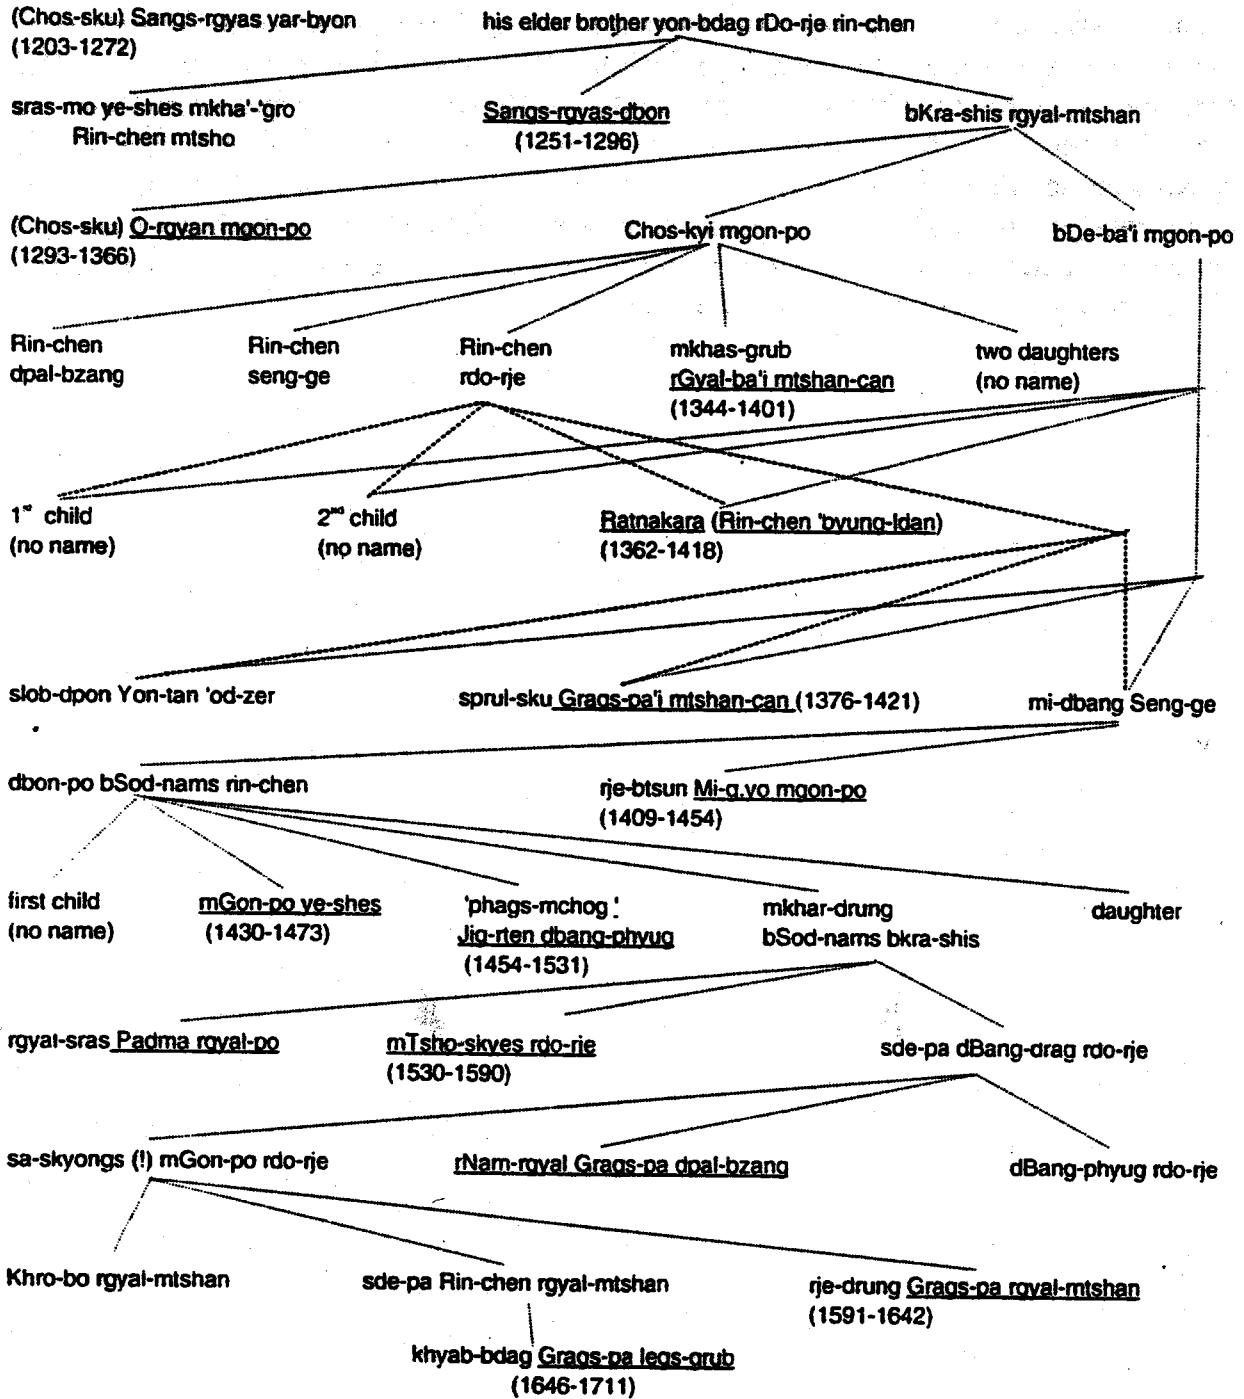 (Chos-sku) Sangs-rgyas yar-byon his elder brother yon-bdag rDo-rje rin-chen
(1203-1272)
sras-mo ye-shes mkha'-'gro Sangs-rgyas-dbon bKra-shis rgyal-mtshan
Rin-chen mtsho (1251-1296)
(Chos-sku) O-rgyan mgon-po Chos-kyi mgon-po bDe-ba'i mgon-po
(1293-1366)
Rin-chen Rin-chen Rin-chen mkhas-grub two daughters
dpal-bzang seng-ge rdo-rje rGyal-ba'i mtshan-can (no name)
(1344-1401)
1st child 2nd child Ratnakara (Rin-chen 'byung-ldan)
(no name) (no name) (1362-1418)
slob-dpon Yon-tan 'od-zer sprul-sku Grags-pa'i mtshan-can (1376-1421) mi-dbang Seng-ge
dbon-po bSod-nams rin-chen rje-btsun Mi-g.yo mgon-po
(1409-1454)
first child mGon-po ye-shes 'phags-mchog ' mkhar-drung daughter
(no name) (1430-1473) Jig-rten dbang-phyug bSod-nams bkra-shis
(1454-1531)
rgyal-sras Padma rgyal-po mTsho-skyes rdo-rje sde-pa dBang-drag rdo-rje
(1530-1590)
sa-skyongs (!) mGon-po rdo-rje rNam-rgyal Grags-pa dpal-bzang dBang-phyug rdo-rje
Khro-bo rgyal-mtshan sde-pa Rin-chen rgyal-mtshan rje-drung Grags-pa rgyal-mtshan
(1591-1642)
khyab-bdag Grags-pa legs-grub
(1646-1711)